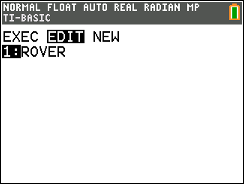 NORMAL FLOAT AUTO REAL RADIAN MP
TI-BASIC
EXEC EDIT NEW
1:ROVER